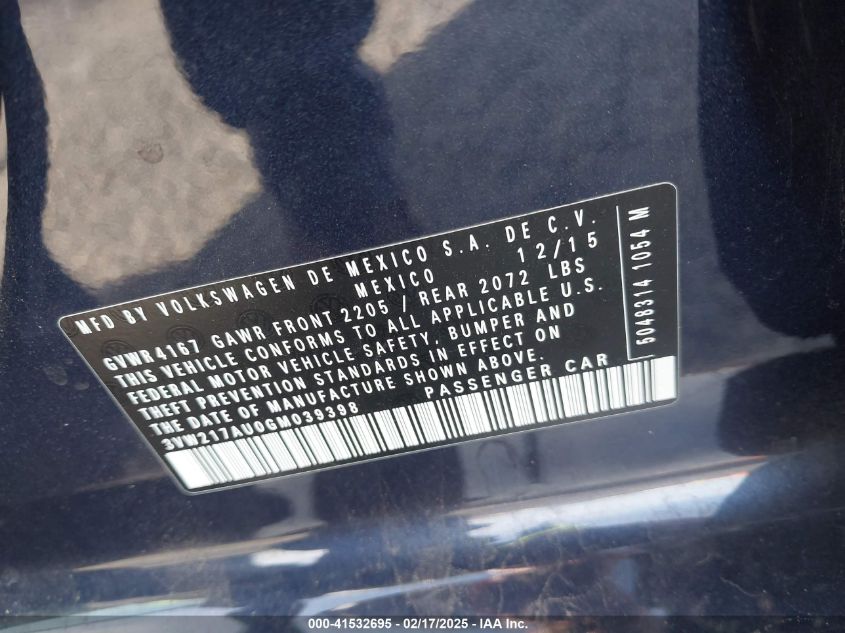 MFD BY VOLKSWAGEN DE MEXICO S.A. DE C.V.
MEXICO 12/15
GVWR4167 GAWR FRONT 2205 / REAR 2072 LBS
THIS VEHICLE CONFORMS TO ALL APPLICABLE U.S.
FEDERAL MOTOR VEHICLE SAFETY, BUMPER AND
THEFT PREVENTION STANDARDS IN EFFECT ON
THE DATE OF MANUFACTURE SHOWN ABOVE.
3VW217AU0GM039398 PASSENGER CAR
5048314 1054 M
000-41532695 - 02/17/2025 - IAA Inc.